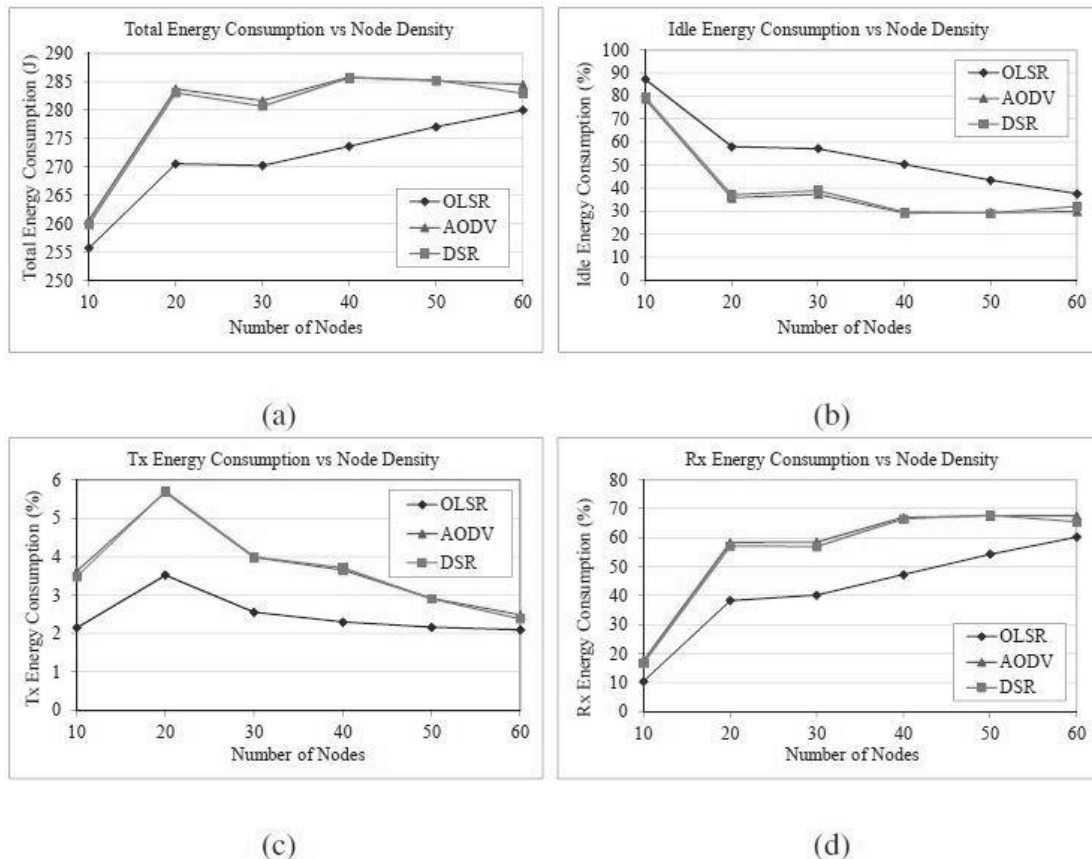 Total Energy Consumption vs Node Density
Total Energy Consumption (J)
290
285
280
275
270
265
260
255
250
OLSR
AODV
DSR
10 20 30 40 50 60
Number of Nodes
(a)
Idle Energy Consumption vs Node Density
Idle Energy Consumption (%)
100
90
80
70
60
50
40
30
20
10
0
OLSR
AODV
DSR
10 20 30 40 50 60
Number of Nodes
(b)
Tx Energy Consumption vs Node Density
Tx Energy Consumption (%)
6
5
4
3
2
1
0
OLSR
AODV
DSR
10 20 30 40 50 60
Number of Nodes
(c)
Rx Energy Consumption vs Node Density
Rx Energy Consumption (%)
80
70
60
50
40
30
20
10
0
OLSR
AODV
DSR
10 20 30 40 50 60
Number of Nodes
(d)